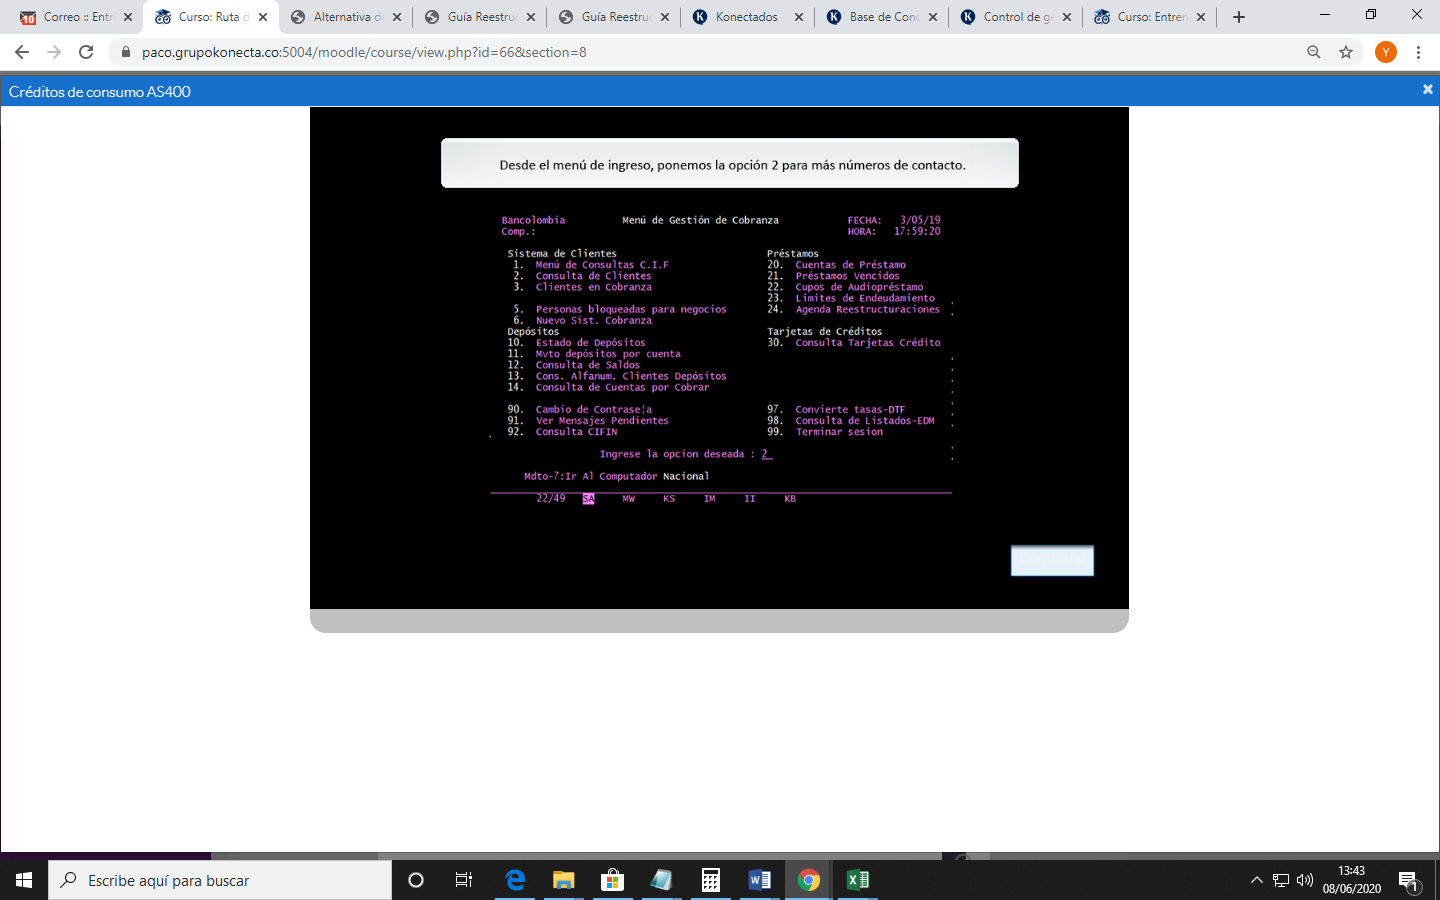 Correo :: Entr
Curso: Ruta d
Alternativa d
Guía Reestru
Guía Reestru
Konectados
Base de Cono
Control de ge
Curso: Entren
paco.grupokonecta.co:5004/moodle/course/view.php?id=66&section=8
Y
Créditos de consumo AS400
Desde el menú de ingreso, ponemos la opción 2 para más números de contacto.
Bancolombia Menú de Gestión de Cobranza FECHA: 3/05/19
Comp.: HORA: 17:59:20
Sistema de Clientes Préstamos
1. Menú de Consultas C.I.F 20. Cuentas de Préstamo
2. Consulta de Clientes 21. Préstamos Vencidos
3. Clientes en Cobranza 22. Cupos de Audiopréstamo
23. Limites de Endeudamiento
5. Personas bloqueadas para negocios 24. Agenda Reestructuraciones
6. Nuevo Sist. Cobranza
Depósitos Tarjetas de Créditos
10. Estado de Depósitos 30. Consulta Tarjetas Crédito
11. Mvto depósitos por cuenta
12. Consulta de Saldos
13. Cons. Alfanum. Clientes Depósitos
14. Consulta de Cuentas por Cobrar
90. Cambio de Contrase¦a 97. Convierte tasas-DTF
91. Ver Mensajes Pendientes 98. Consulta de Listados-EDM
92. Consulta CIFIN 99. Terminar sesion
Ingrese la opcion deseada : 2
Mdto-7:Ir Al Computador Nacional
22/49 SA MW KS IM II KB
Escribe aquí para buscar
13:43
08/06/2020
1